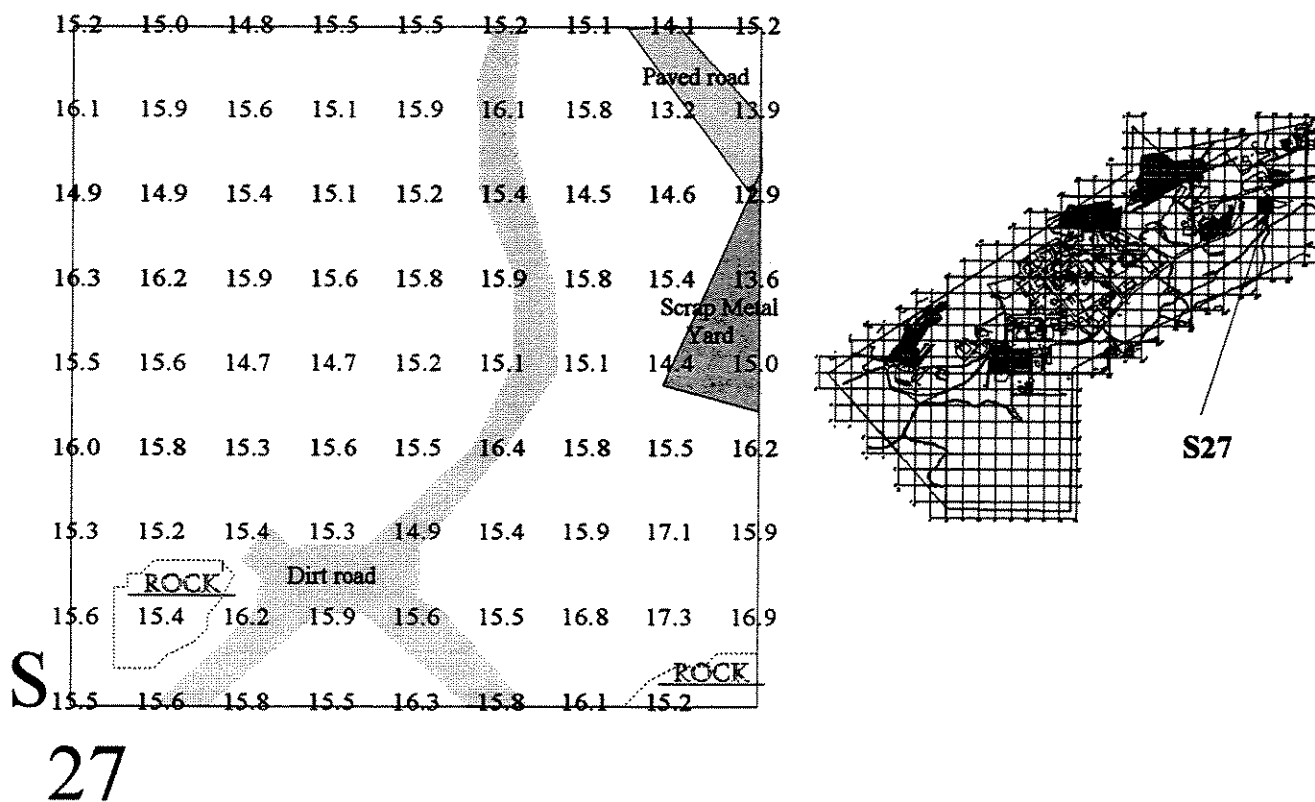 15.2 15.0 14.8 15.5 15.5 15.2 15.1 14.1 15.2
Paved road
16.1 15.9 15.6 15.1 15.9 16.1 15.8 13.2 13.9
14.9 14.9 15.4 15.1 15.2 15.4 14.5 14.6 12.9
16.3 16.2 15.9 15.6 15.8 15.9 15.8 15.4 13.6
Scrap Metal
Yard
15.5 15.6 14.7 14.7 15.2 15.1 15.1 14.4 15.0
16.0 15.8 15.3 15.6 15.5 16.4 15.8 15.5 16.2
S27
15.3 15.2 15.4 15.3 14.9 15.4 15.9 17.1 15.9
ROCK Dirt road
15.6 15.4 16.2 15.9 15.6 15.5 16.8 17.3 16.9
ROCK
S 15.5 15.6 15.8 15.5 16.3 15.8 16.1 15.2
27